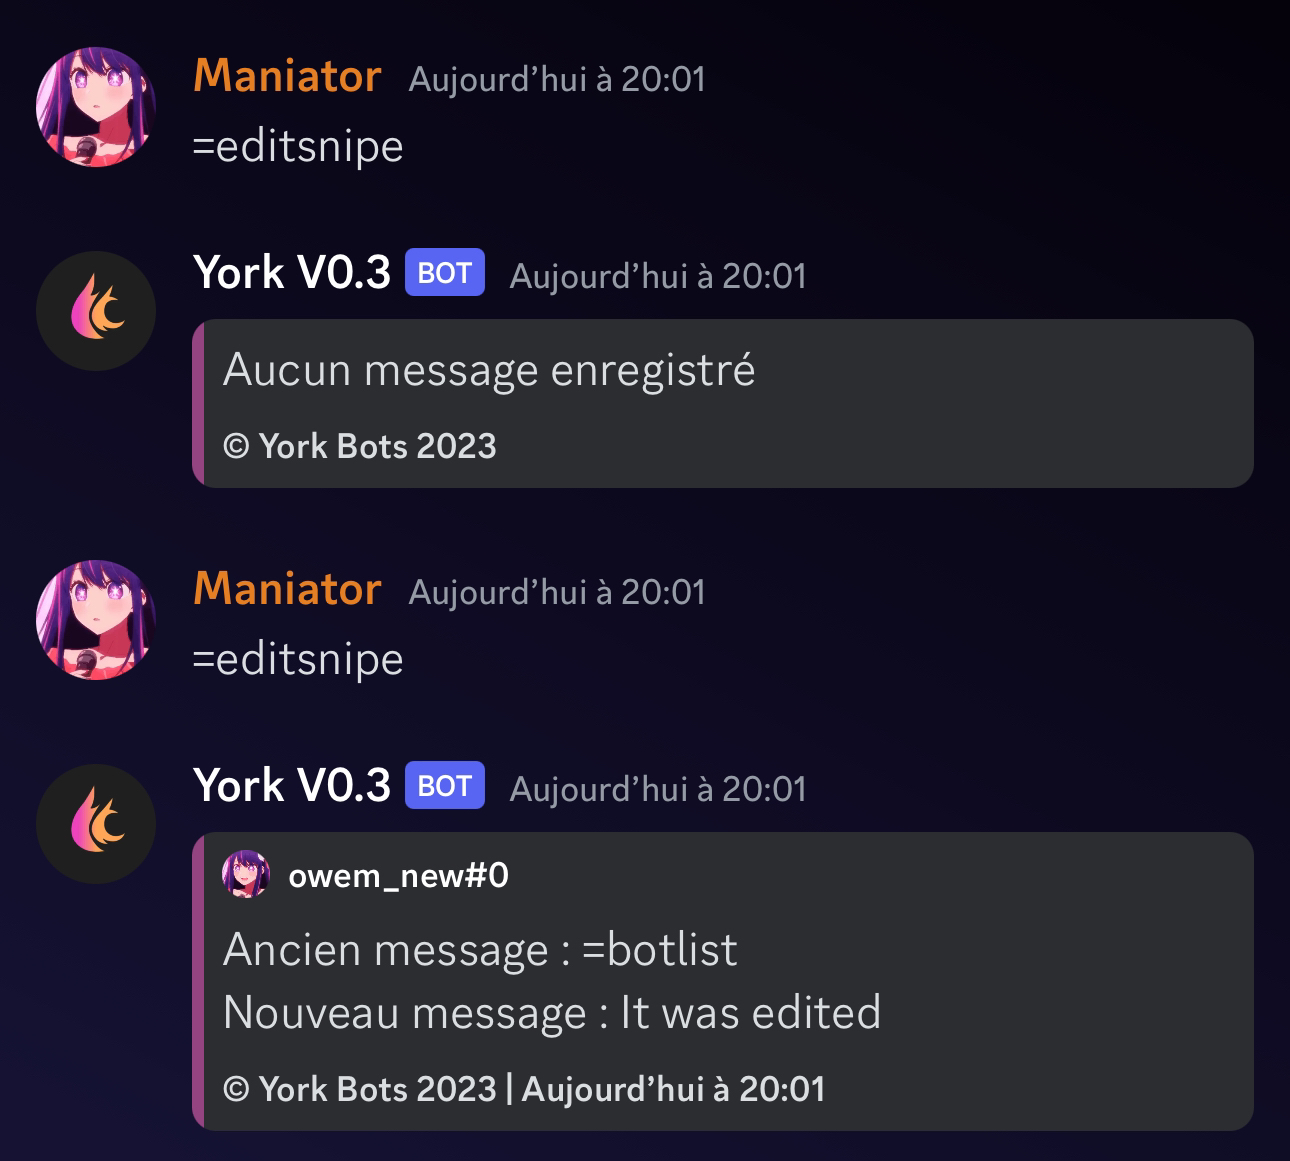 Maniator Aujourd’hui à 20:01
=editsnipe
York V0.3 BOT Aujourd’hui à 20:01
Aucun message enregistré
© York Bots 2023
Maniator Aujourd’hui à 20:01
=editsnipe
York V0.3 BOT Aujourd’hui à 20:01
owem_new#0
Ancien message : =botlist
Nouveau message : It was edited
© York Bots 2023 | Aujourd’hui à 20:01